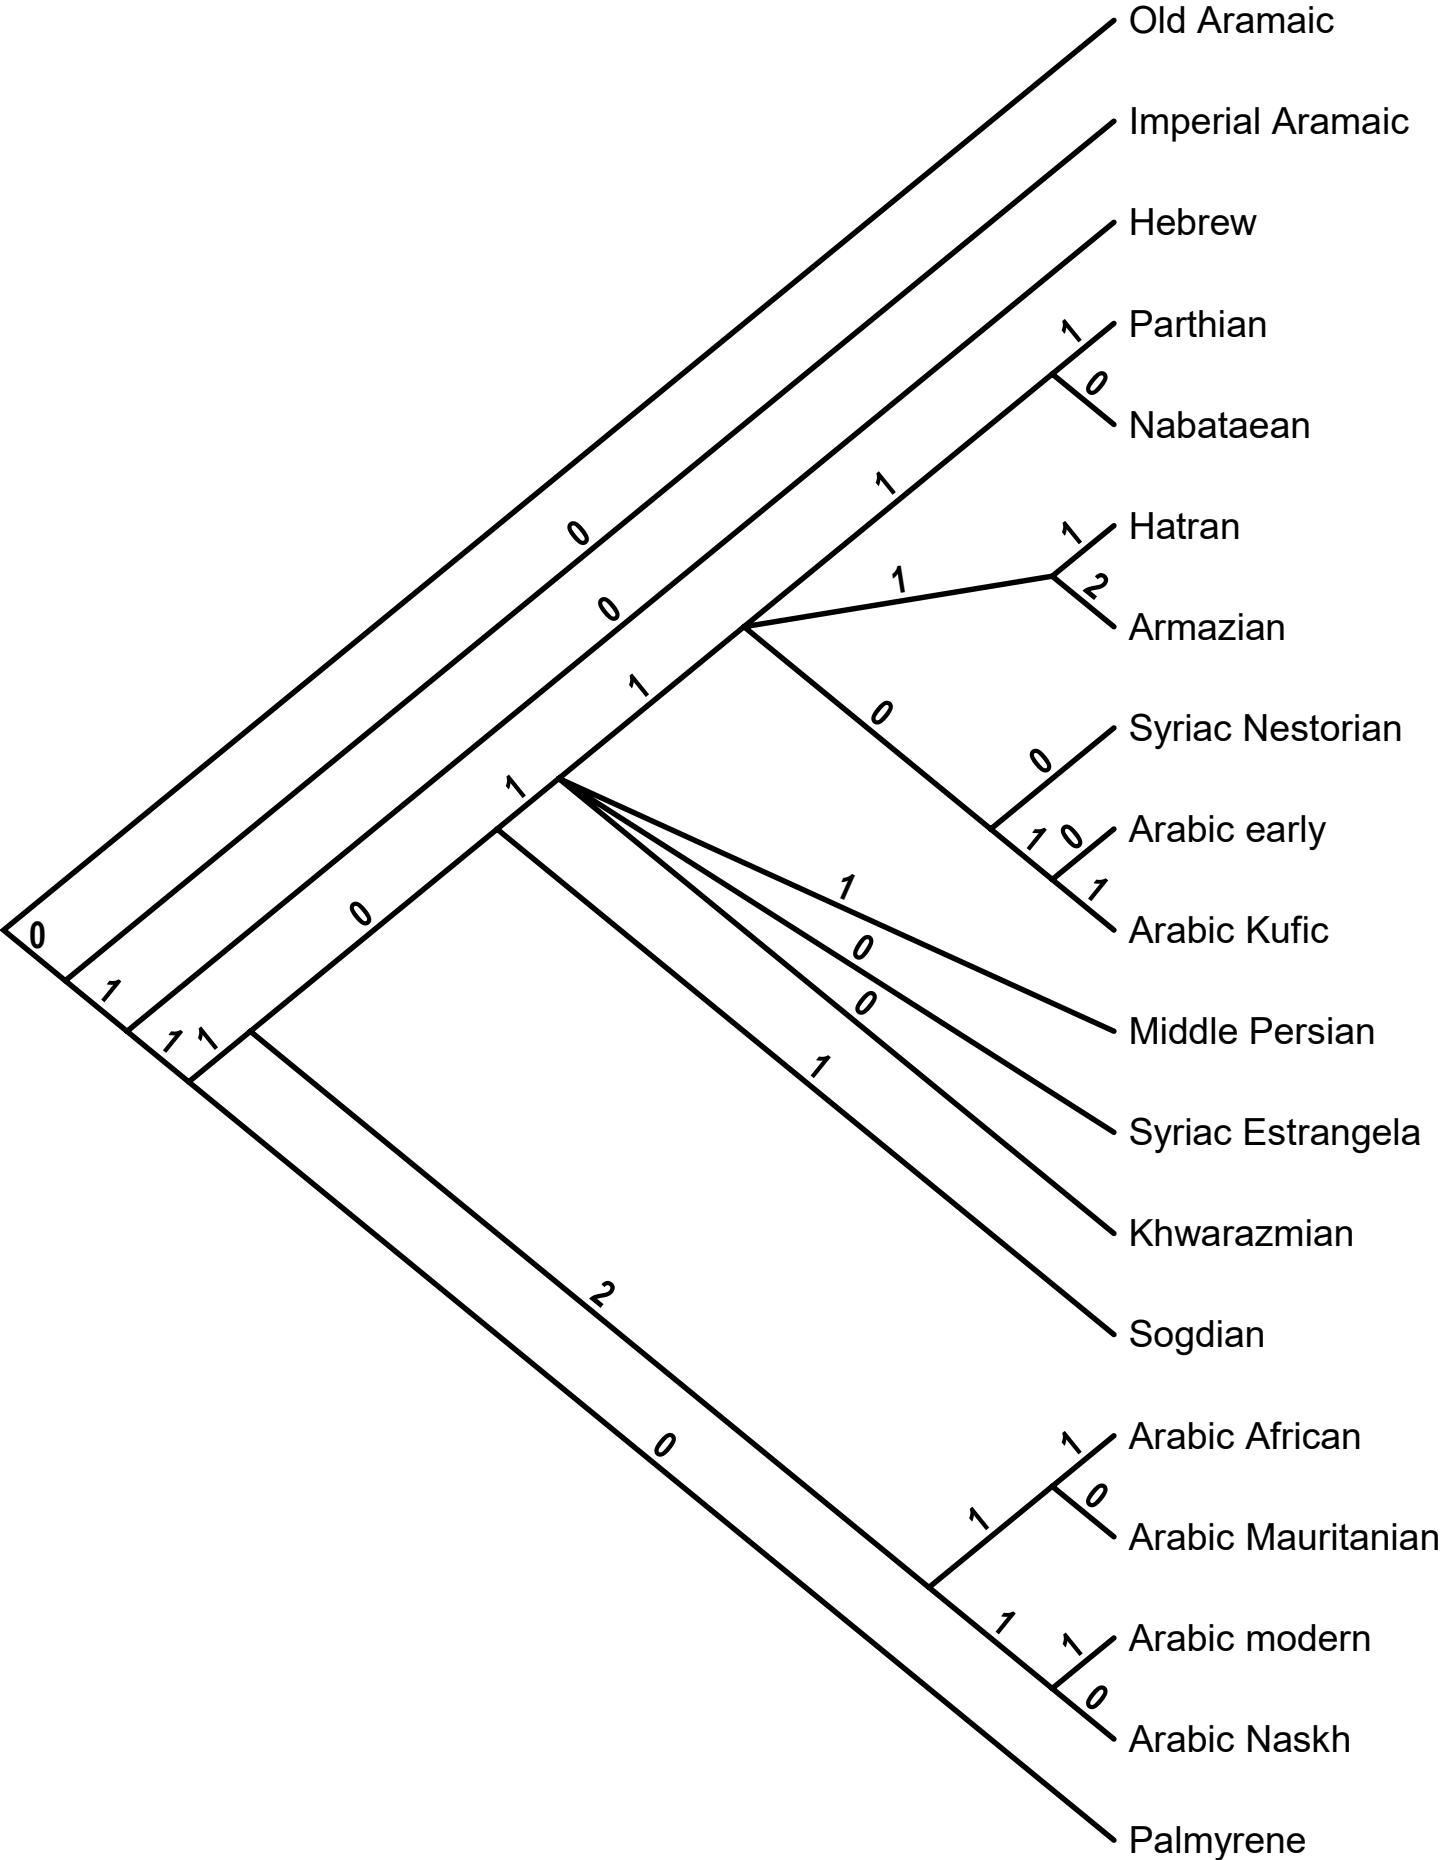 Old Aramaic
Imperial Aramaic
Hebrew
1 Parthian
0 Nabataean
1
1 Hatran
0
1
2 Armazian
0
1
0
Syriac Nestorian
0
1
1 0 Arabic early
1
1
0
0 Arabic Kufic
0
1
0
Middle Persian
1 1
1
Syriac Estrangela
Khwarazmian
2
Sogdian
1 Arabic African
0
0
1
Arabic Mauritanian
1
1 Arabic modern
0
Arabic Naskh
Palmyrene